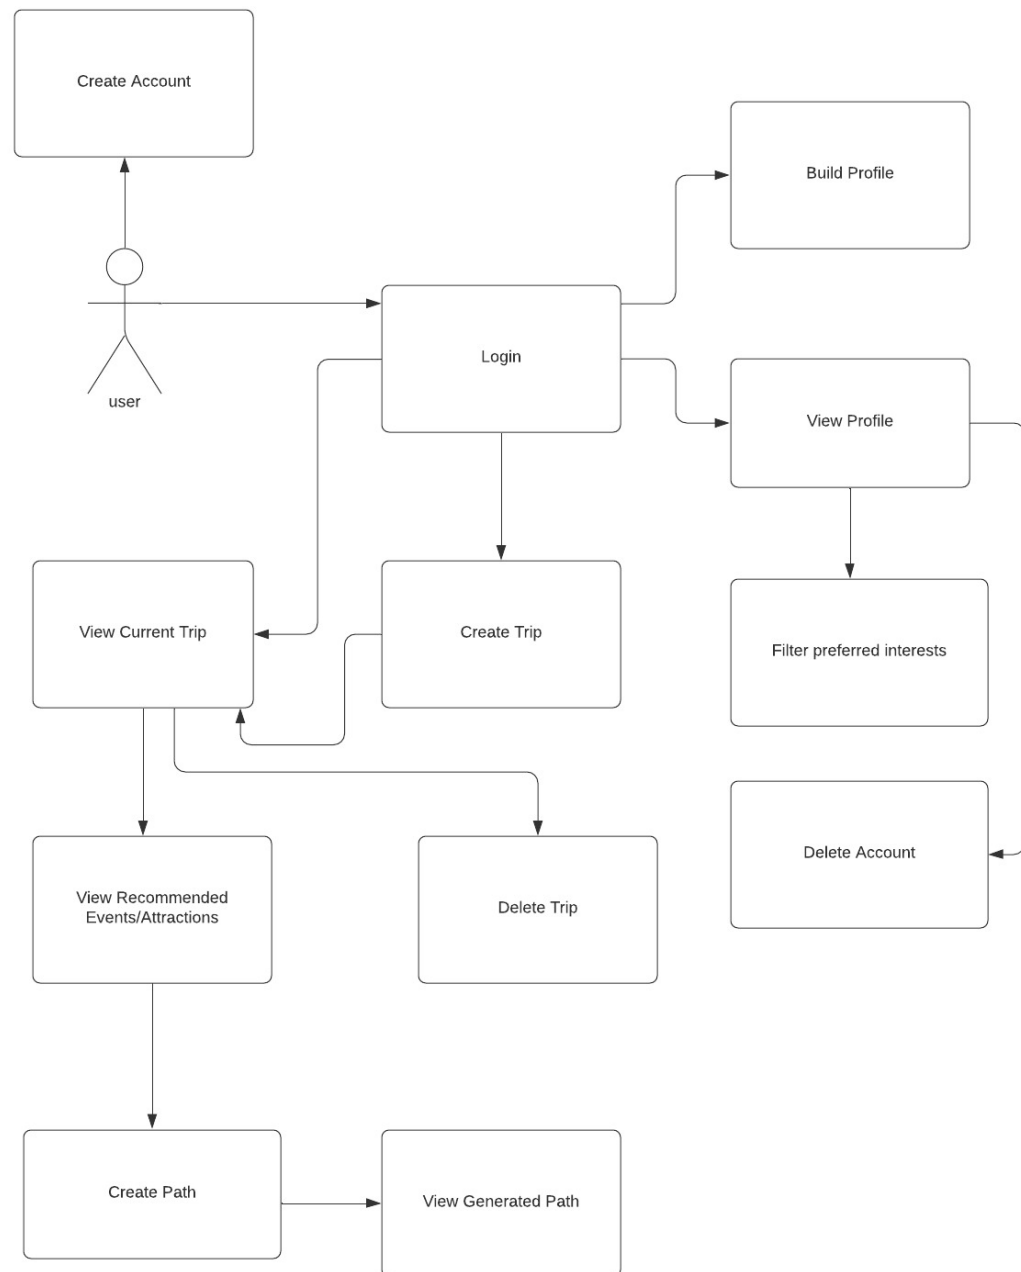 Create Account
Build Profile
Login
user
View Profile
View Current Trip
Create Trip
Filter preferred interests
Delete Account
View Recommended
Events/Attractions
Delete Trip
Create Path
View Generated Path